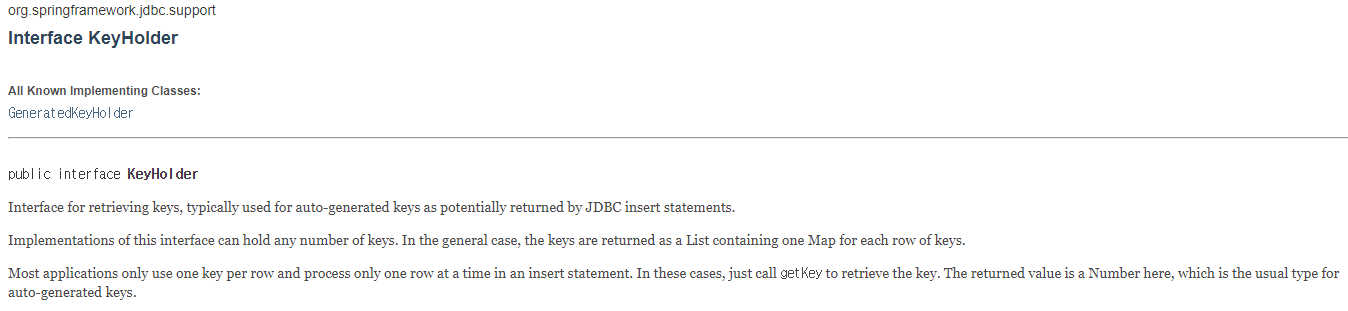 org.springframework.jdbc.support
Interface KeyHolder
All Known Implementing Classes:
GeneratedKeyHolder
public interface KeyHolder
Interface for retrieving keys, typically used for auto-generated keys as potentially returned by JDBC insert statements.
Implementations of this interface can hold any number of keys. In the general case, the keys are returned as a List containing one Map for each row of keys.
Most applications only use one key per row and process only one row at a time in an insert statement. In these cases, just call getKey to retrieve the key. The returned value is a Number here, which is the usual type for
auto-generated keys.